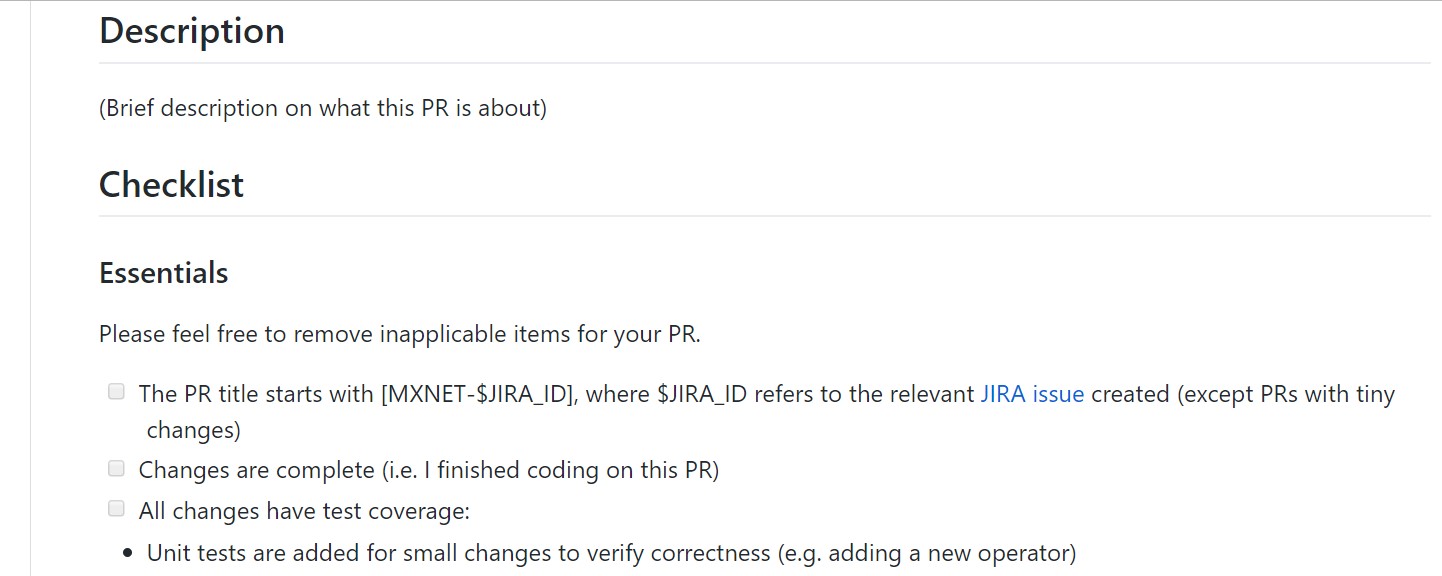 Description
(Brief description on what this PR is about)
Checklist
Essentials
Please feel free to remove inapplicable items for your PR.
The PR title starts with [MXNET-$JIRA_ID], where $JIRA_ID refers to the relevant JIRA issue created (except PRs with tiny
changes)
Changes are complete (i.e. I finished coding on this PR)
All changes have test coverage:
• Unit tests are added for small changes to verify correctness (e.g. adding a new operator)